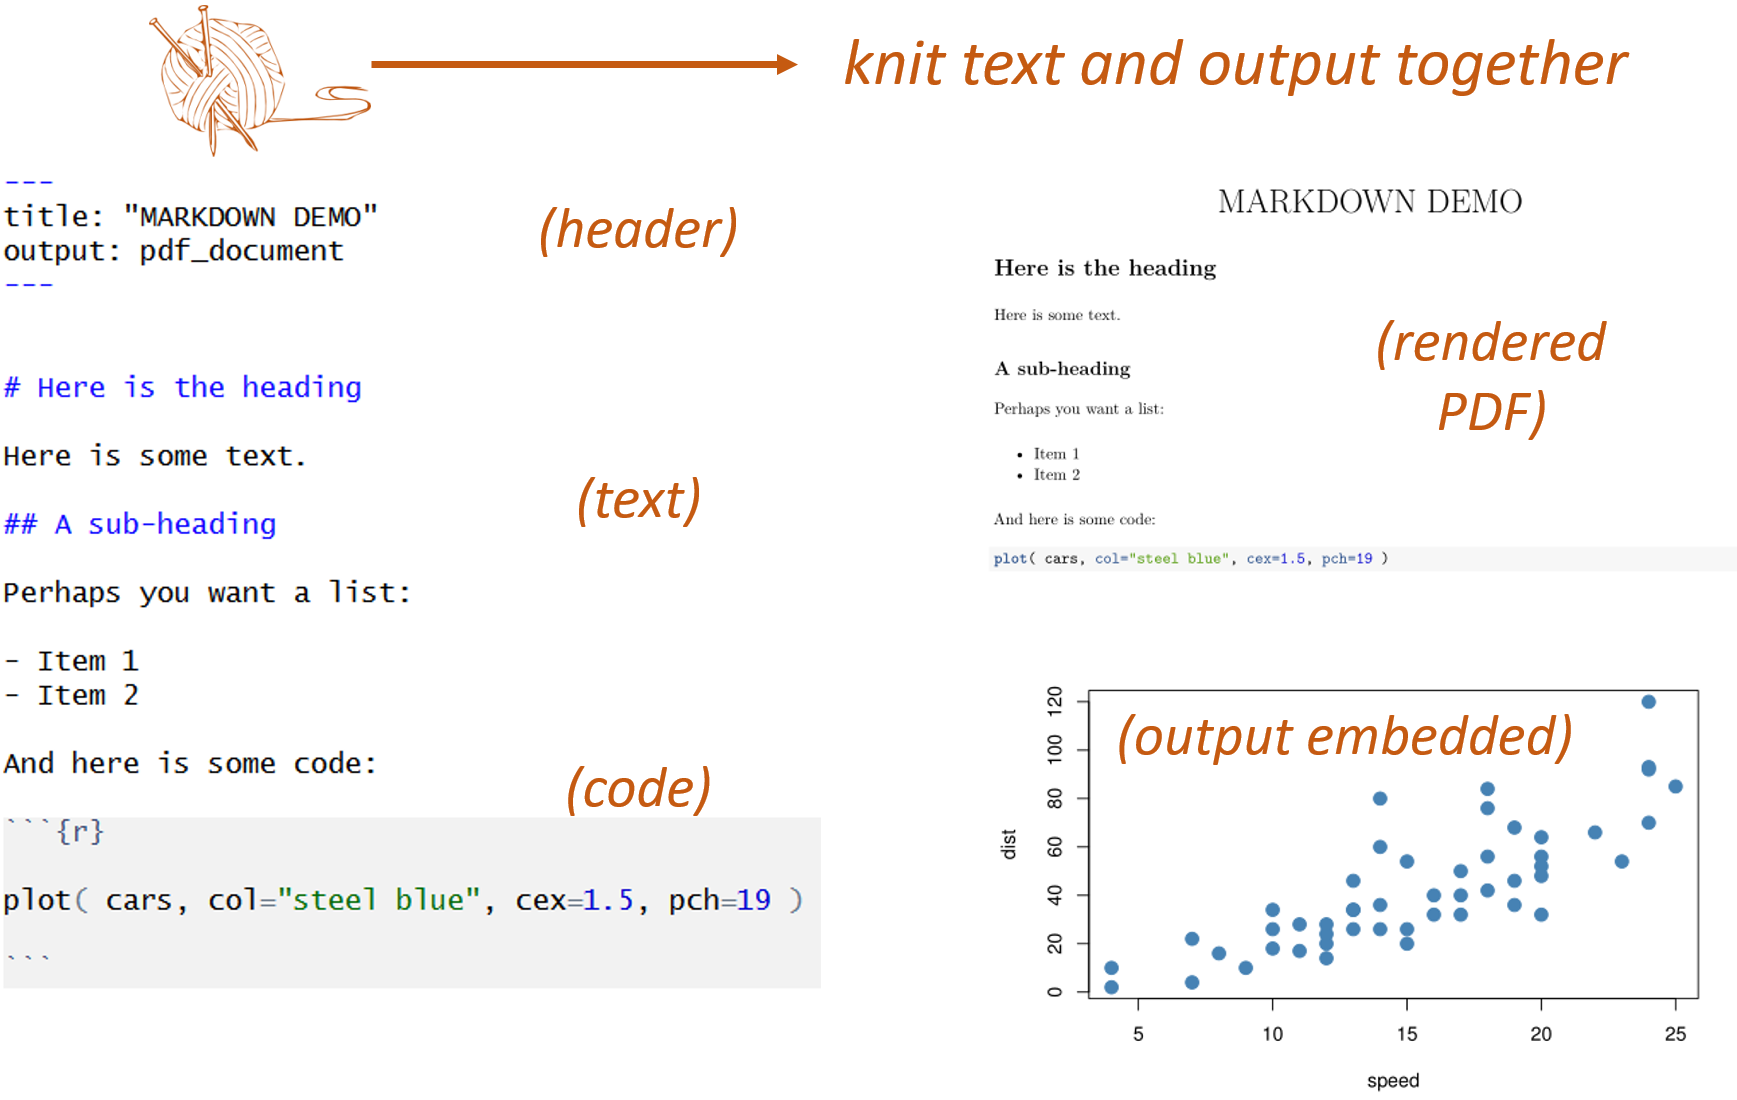 knit text and output together
---
title: "MARKDOWN DEMO"
output: pdf_document
---
(header)
# Here is the heading
Here is some text.
## A sub-heading
(text)
Perhaps you want a list:
- Item 1
- Item 2
And here is some code:
(code)
```{r}
plot( cars, col="steel blue", cex=1.5, pch=19 )
```
MARKDOWN DEMO
Here is the heading
Here is some text.
(rendered
PDF)
A sub-heading
Perhaps you want a list:
• Item 1
• Item 2
And here is some code:
plot( cars, col="steel blue", cex=1.5, pch=19 )
(output embedded)
dist
120
100
80
60
40
20
0
5 10 15 20 25
speed